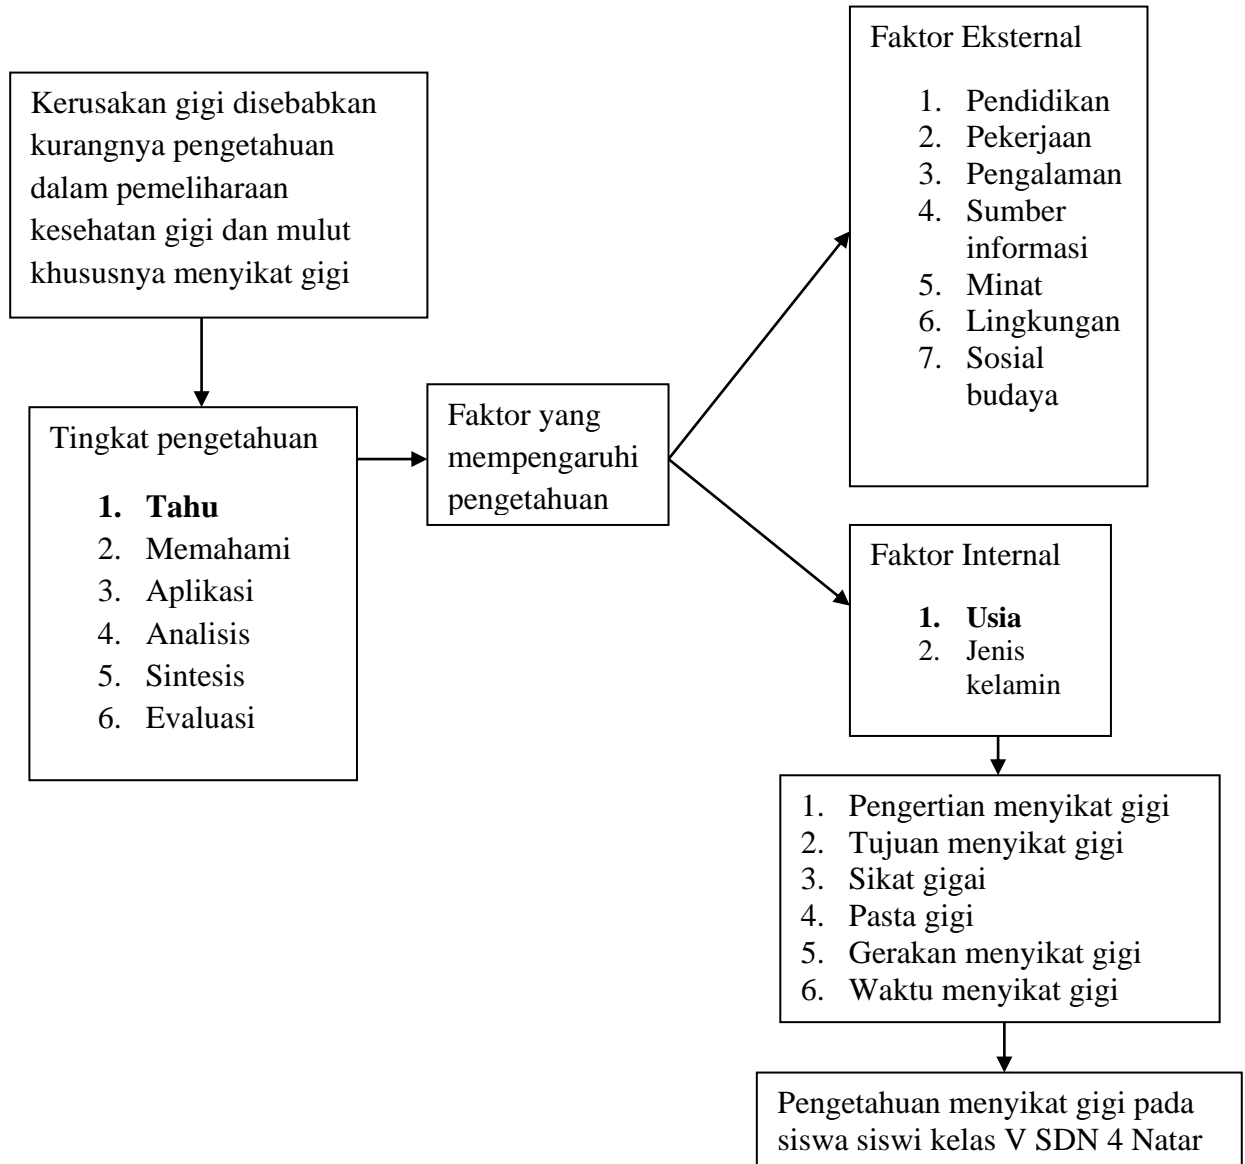 Kerusakan gigi disebabkan
kurangnya pengetahuan
dalam pemeliharaan
kesehatan gigi dan mulut
khususnya menyikat gigi
Tingkat pengetahuan
1. Tahu
2. Memahami
3. Aplikasi
4. Analisis
5. Sintesis
6. Evaluasi
Faktor yang
mempengaruhi
pengetahuan
Faktor Eksternal
1. Pendidikan
2. Pekerjaan
3. Pengalaman
4. Sumber
informasi
5. Minat
6. Lingkungan
7. Sosial
budaya
Faktor Internal
1. Usia
2. Jenis
kelamin
1. Pengertian menyikat gigi
2. Tujuan menyikat gigi
3. Sikat gigai
4. Pasta gigi
5. Gerakan menyikat gigi
6. Waktu menyikat gigi
Pengetahuan menyikat gigi pada
siswa siswi kelas V SDN 4 Natar